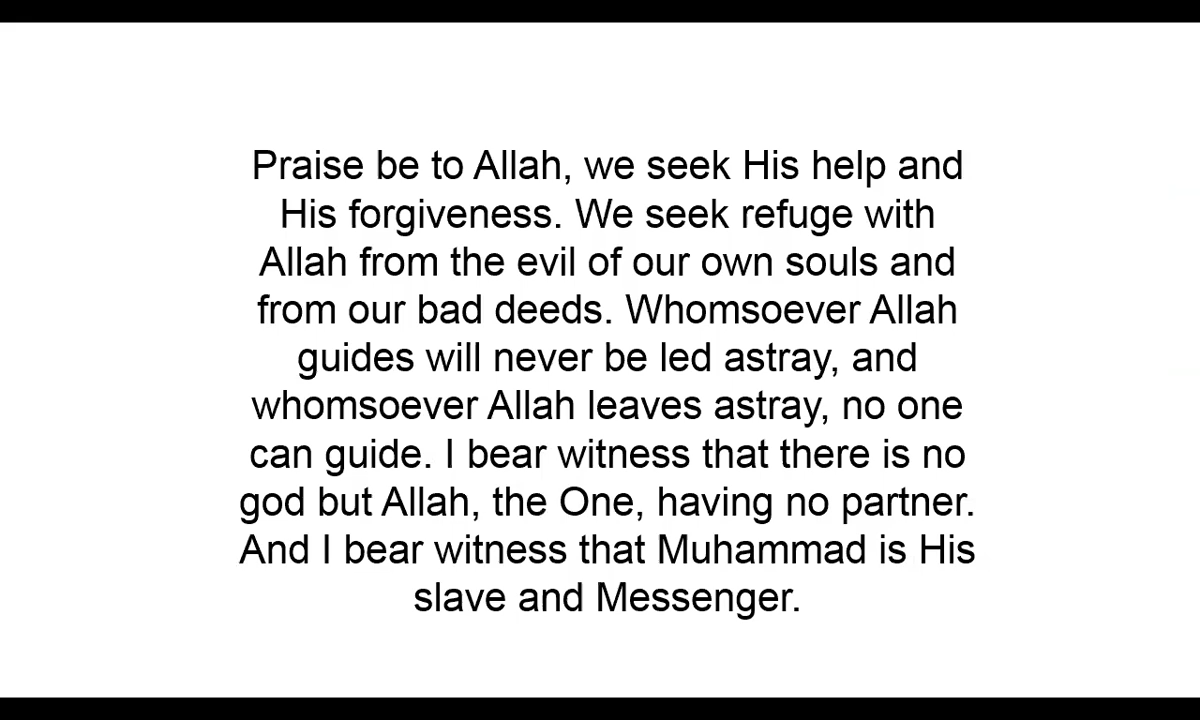 Praise be to Allah, we seek His help and
His forgiveness. We seek refuge with
Allah from the evil of our own souls and
from our bad deeds. Whomsoever Allah
guides will never be led astray, and
whomsoever Allah leaves astray, no one
can guide. I bear witness that there is no
god but Allah, the One, having no partner.
And I bear witness that Muhammad is His
slave and Messenger.